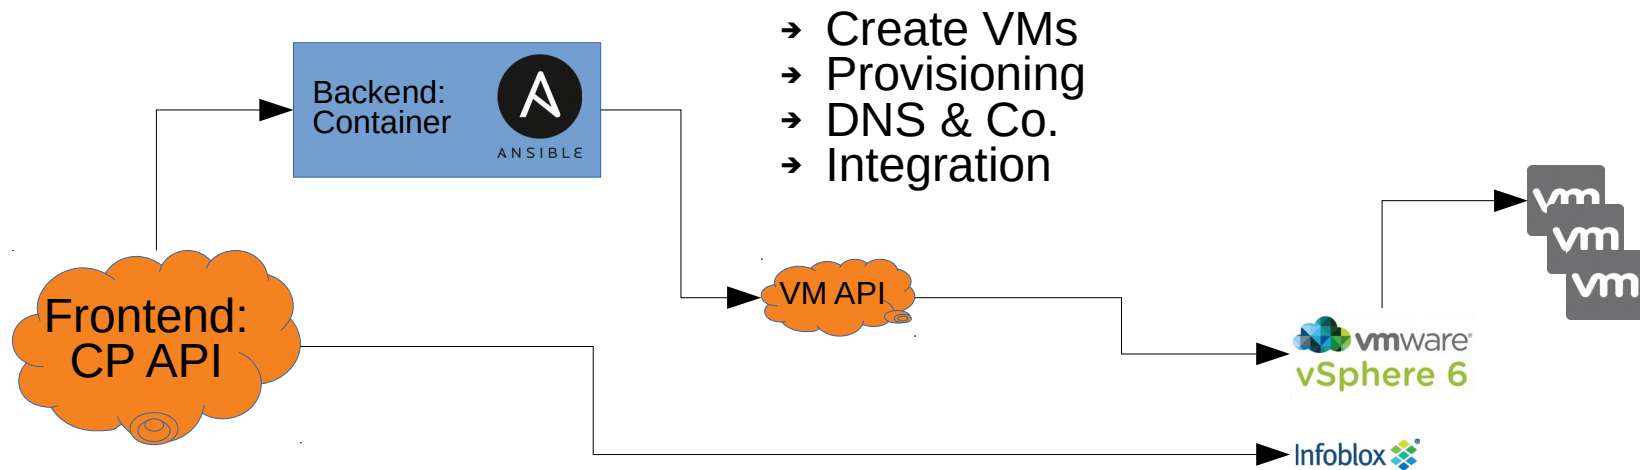 Create VMs
Provisioning
DNS & Co.
Integration
Backend:
Container
ANSIBLE
Frontend:
CP API
VM API
vm
vm
vm
vmware®
vSphere 6
Infoblox